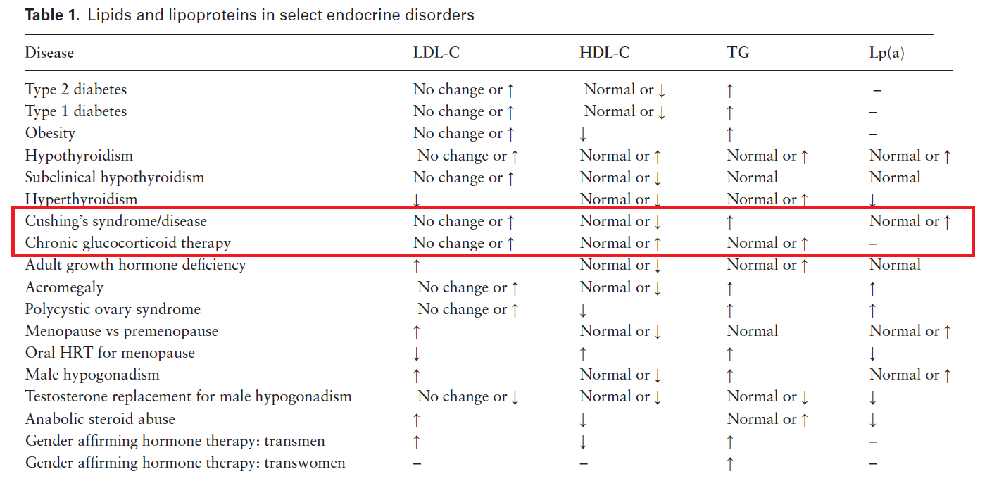 Table 1. Lipids and lipoproteins in select endocrine disorders
Disease LDL-C HDL-C TG Lp(a)
Type 2 diabetes No change or ↑ Normal or ↓ ↑ –
Type 1 diabetes No change or ↑ Normal or ↓ ↑ –
Obesity No change or ↑ ↓ ↑ –
Hypothyroidism No change or ↑ Normal or ↑ Normal or ↑ Normal or ↑
Subclinical hypothyroidism No change or ↑ Normal or ↓ Normal Normal
Hyperthyroidism ↓ Normal or ↓ Normal or ↑ ↓
Cushing’s syndrome/disease No change or ↑ Normal or ↓ ↑ Normal or ↑
Chronic glucocorticoid therapy No change or ↑ Normal or ↑ Normal or ↑ –
Adult growth hormone deficiency ↑ Normal or ↓ Normal or ↑ Normal
Acromegaly No change or ↑ Normal or ↓ ↑ ↑
Polycystic ovary syndrome No change or ↑ ↓ ↑ ↑
Menopause vs premenopause ↑ Normal or ↓ Normal Normal or ↑
Oral HRT for menopause ↓ ↑ ↑ ↓
Male hypogonadism ↑ Normal or ↓ ↑ Normal or ↑
Testosterone replacement for male hypogonadism No change or ↓ Normal or ↓ Normal or ↓ ↓
Anabolic steroid abuse ↑ ↓ Normal or ↑ ↓
Gender affirming hormone therapy: transmen ↑ ↓ ↑ –
Gender affirming hormone therapy: transwomen – – ↑ –